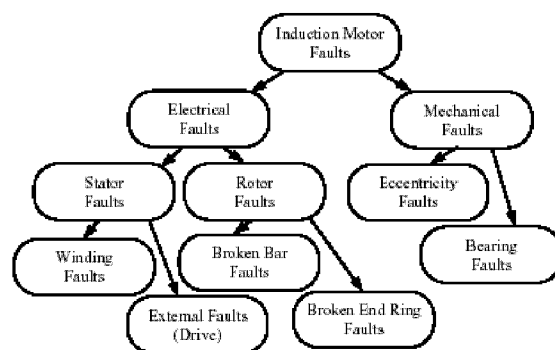 Induction Motor
Faults
Electrical
Faults
Mechanical
Faults
Stator
Faults
Rotor
Faults
Eccentricity
Faults
Winding
Faults
Broken Bar
Faults
Bearing
Faults
External Faults
(Drive)
Broken End Ring
Faults